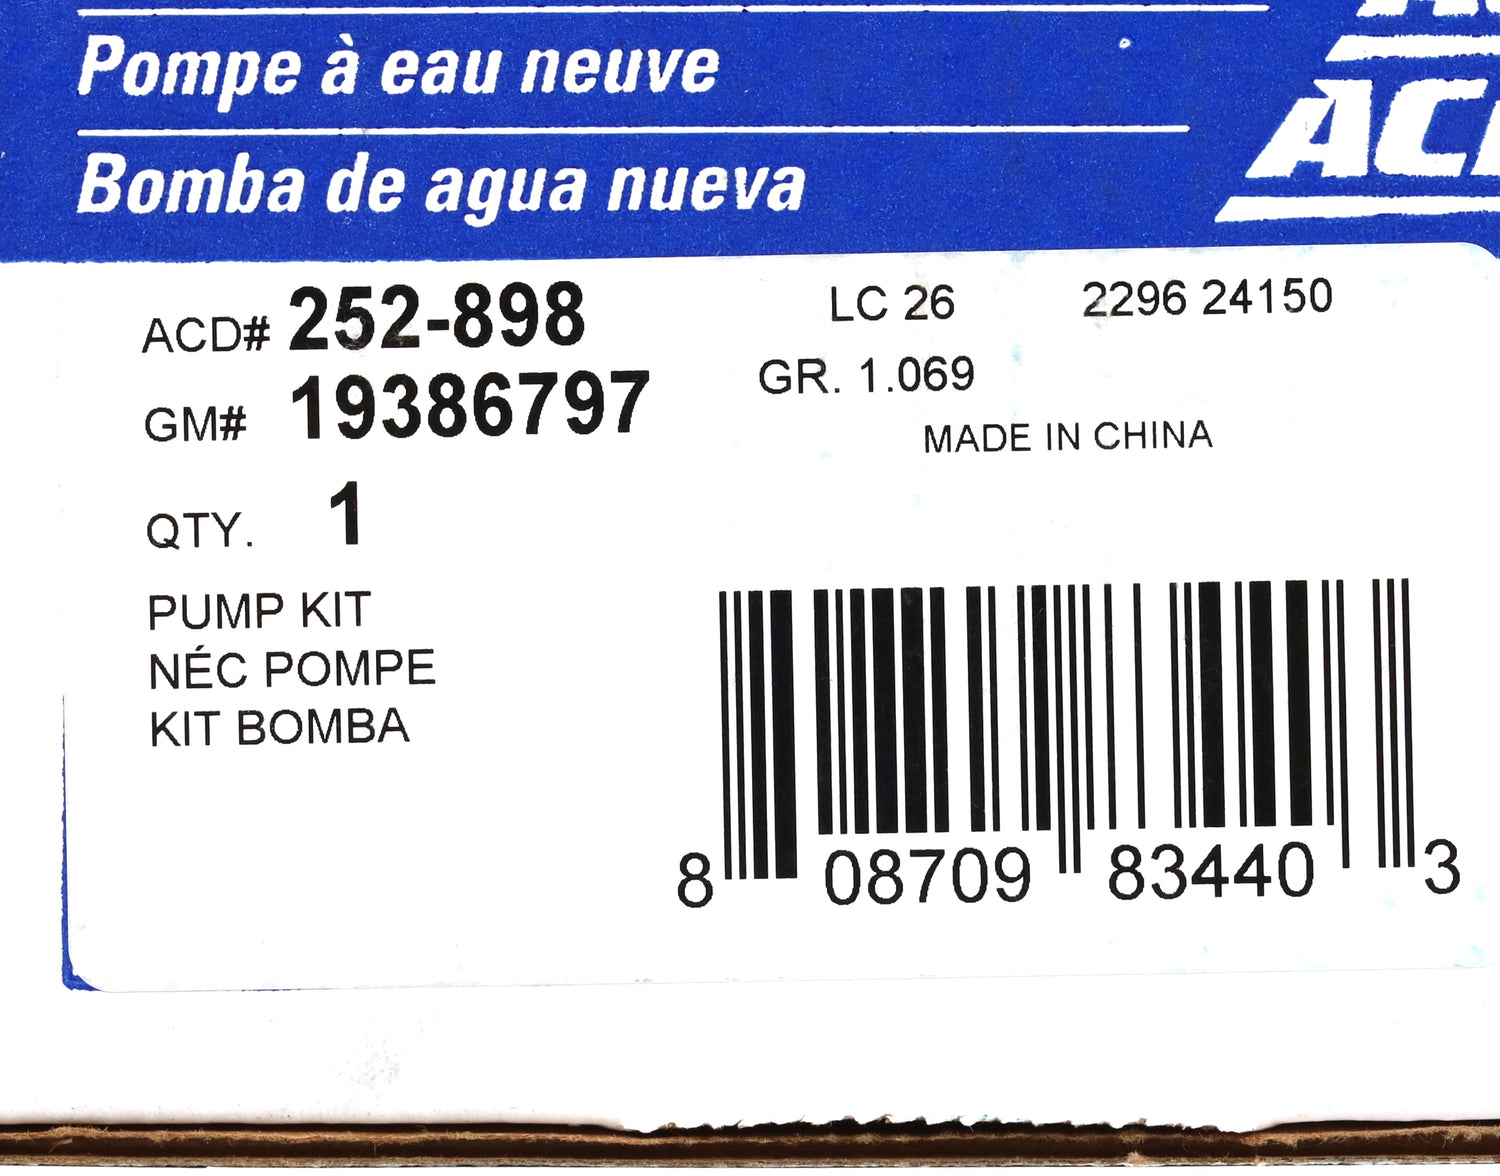 Pompe à eau neuve
Bomba de agua nueva
ACD# 252-898
LC 26
2296 24150
GM# 19386797
GR. 1.069
MADE IN CHINA
QTY. 1
PUMP KIT
NÉC POMPE
KIT BOMBA
8 08709 83440 3